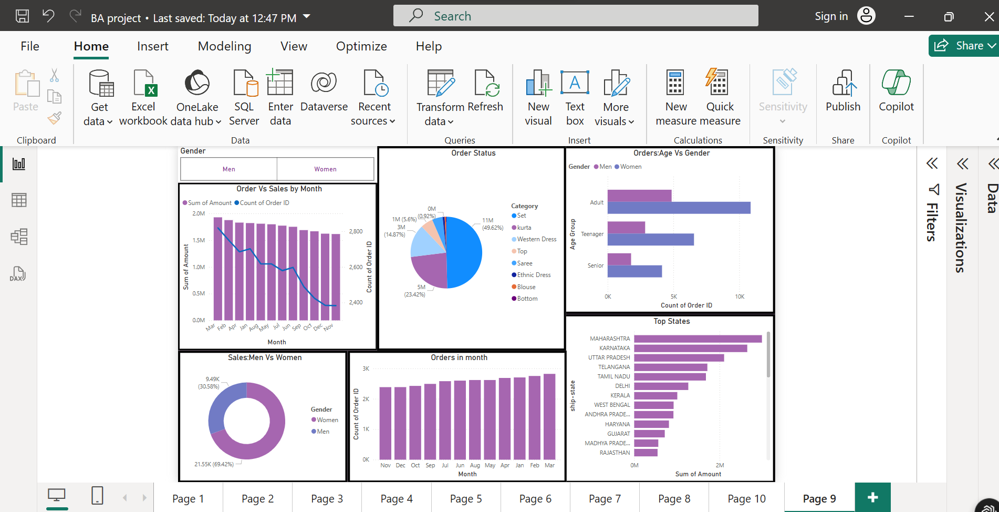 BA project • Last saved: Today at 12:47 PM
Search
Sign in
File Home Insert Modeling View Optimize Help
Share
Paste
Get data
Excel workbook
OneLake data hub
SQL Server
Enter data
Dataverse
Recent sources
Transform data
Refresh
New visual
Text box
More visuals
New measure
Quick measure
Sensitivity
Publish
Copilot
Clipboard
Data
Queries
Insert
Calculations
Sensitivity
Share
Copilot
DAX
Gender
Men
Women
Order Vs Sales by Month
Sum of Amount Count of Order ID
2.0M
1.5M
1.0M
0.5M
0.0M
Sum of Amount
2,800
2,600
2,400
Count of Order ID
Mar Feb Apr Jan Aug May Jul Jun Sep Oct Dec Nov
Month
Order Status
0M
(0.92%)
1M (5.6%)
3M
(14.87%)
5M
(23.42%)
11M
(49.62%)
Category
Set
kurta
Western Dress
Top
Saree
Ethnic Dress
Blouse
Bottom
Orders:Age Vs Gender
Gender Men Women
Age Group
Adult
Teenager
Senior
0K 5K 10K
Count of Order ID
Sales:Men Vs Women
9.49K
(30.58%)
21.55K (69.42%)
Gender
Women
Men
Orders in month
3K
2K
1K
0K
Count of Order ID
Nov Dec Oct Sep Jul Jun Aug May Apr Jan Feb Mar
Month
Top States
ship-state
MAHARASHTRA
KARNATAKA
UTTAR PRADESH
TELANGANA
TAMIL NADU
DELHI
KERALA
WEST BENGAL
ANDHRA PRADE...
HARYANA
GUJARAT
MADHYA PRADE...
RAJASTHAN
0M 2M
Sum of Amount
Filters
Visualizations
Data
Page 1 Page 2 Page 3 Page 4 Page 5 Page 6 Page 7 Page 8 Page 10 Page 9